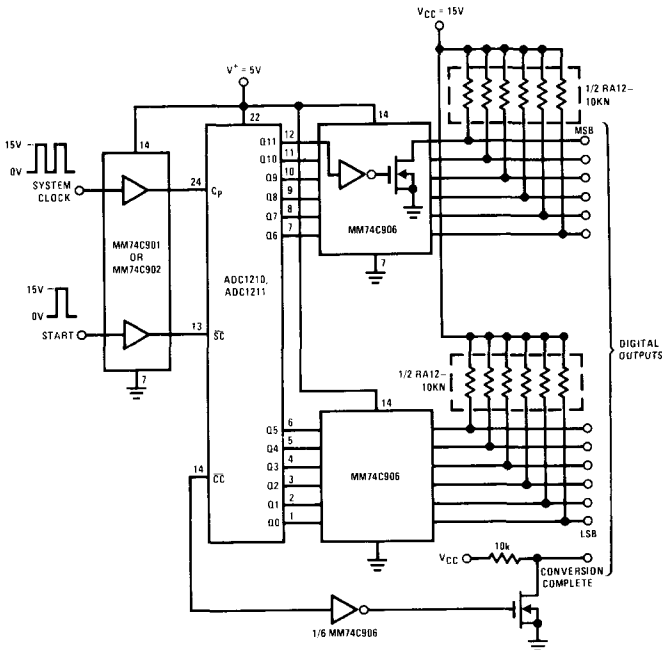 VCC = 15V
V+ = 5V
1/2 RA12–
10KN
MSB
15V
0V
SYSTEM
CLOCK
14
22
14
24
CP
Q11
12
Q10
11
Q9
10
Q8
9
Q7
8
Q6
7
MM74C906
7
MM74C901
OR
MM74C902
ADC1210,
ADC1211
15V
0V
START
13
SC
7
DIGITAL
OUTPUTS
1/2 RA12–
10KN
14
Q5
6
Q4
5
Q3
4
Q2
3
Q1
2
Q0
1
14
CC
MM74C906
LSB
VCC
10k
CONVERSION
COMPLETE
1/6 MM74C906